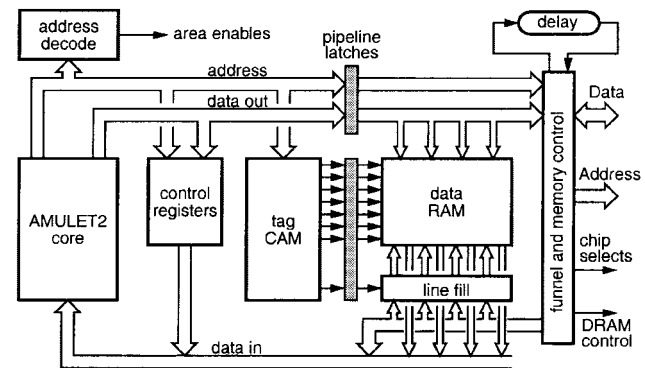 address
decode
area enables
pipeline
latches
delay
address
data out
Data
AMULET2
core
control
registers
tag
CAM
data
RAM
funnel and memory control
Address
chip
selects
line fill
DRAM
control
data in